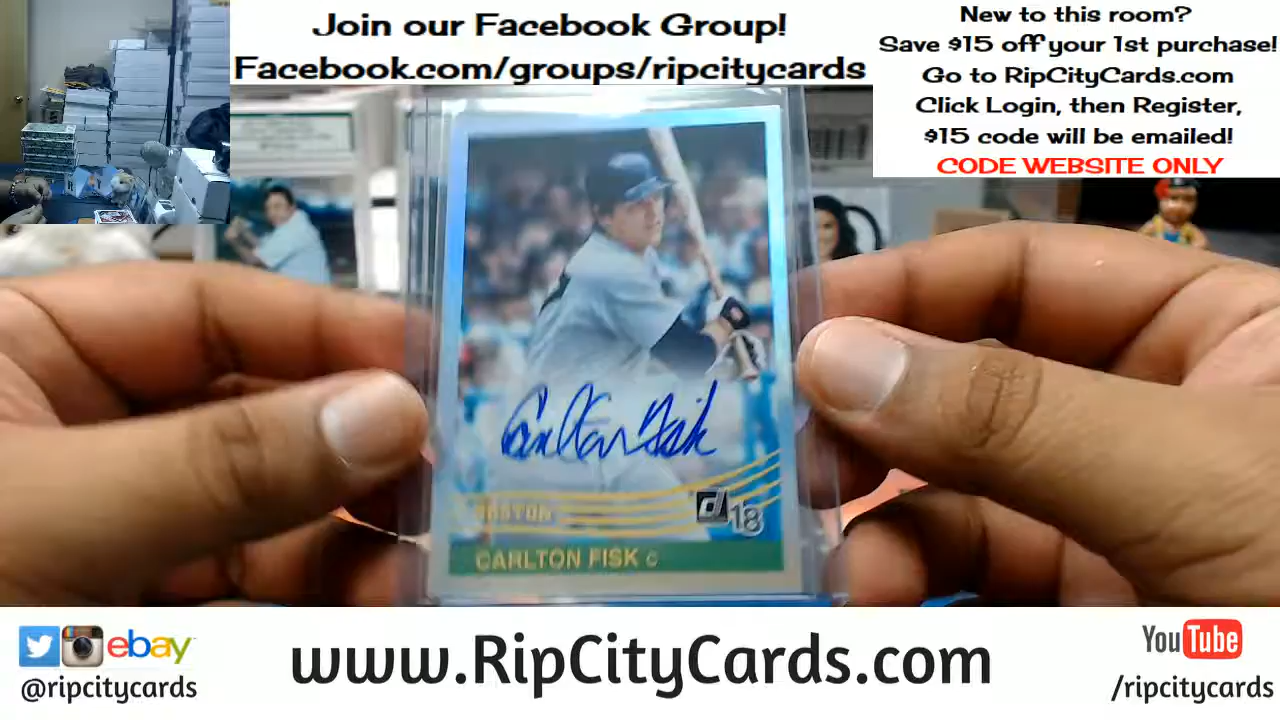 Join our Facebook Group!
Facebook.com/groups/ripcitycards
New to this room?
Save $15 off your 1st purchase!
Go to RipCityCards.com
Click Login, then Register,
$15 code will be emailed!
CODE WEBSITE ONLY
Carlton Fisk
BOSTON
d 18
CARLTON FISK C
ebay
@ripcitycards
www.RipCityCards.com
YouTube
/ripcitycards